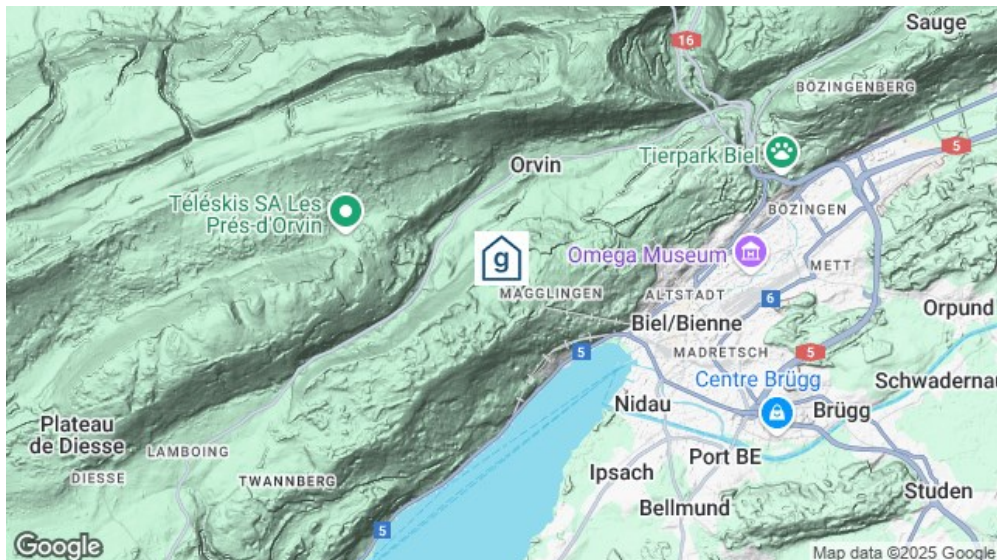 Sauge
16
BÖZINGENBERG
5
Orvin
Tierpark Biel
Téléskis SA Les
Prés-d'Orvin
BÖZINGEN
g
Omega Museum
METT
MAGGLINGEN
ALTSTADT
6
Orpund
Biel/Bienne
5
MADRETSCH
5
Centre Brügg
Schwadernau
Nidau
Brügg
Plateau
de Diesse
LAMBOING
Port BE
DIESSE
TWANNBERG
Ipsach
Studen
Bellmund
5
Google
Map data ©2025 Google